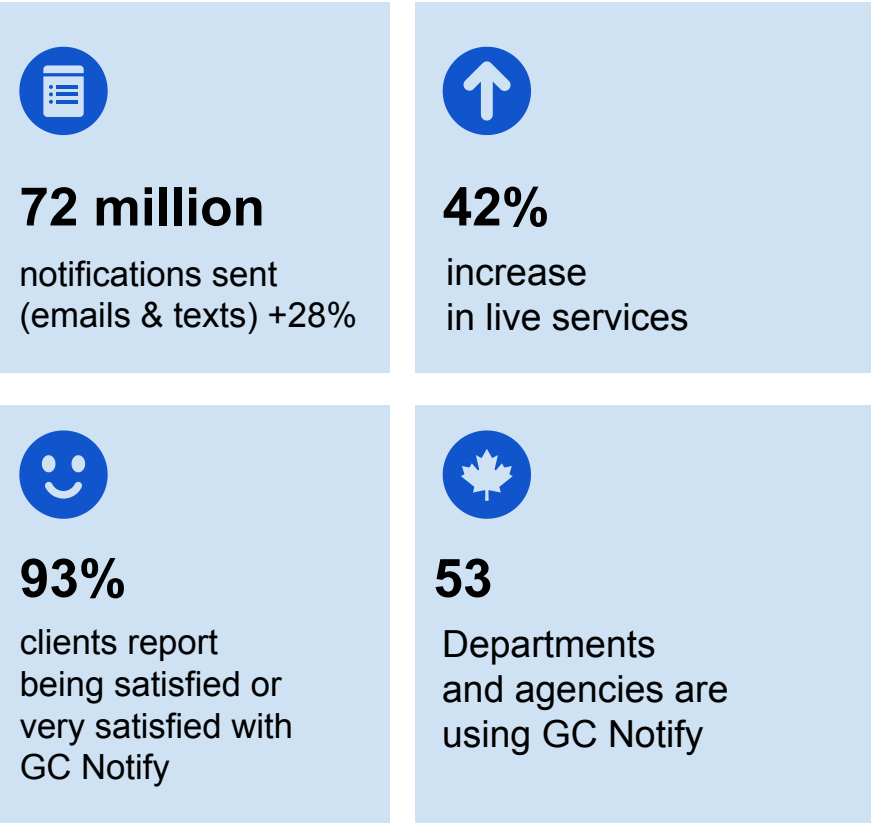 72 million
notifications sent
(emails & texts) +28%
42%
increase
in live services
93%
clients report
being satisfied or
very satisfied with
GC Notify
53
Departments
and agencies are
using GC Notify